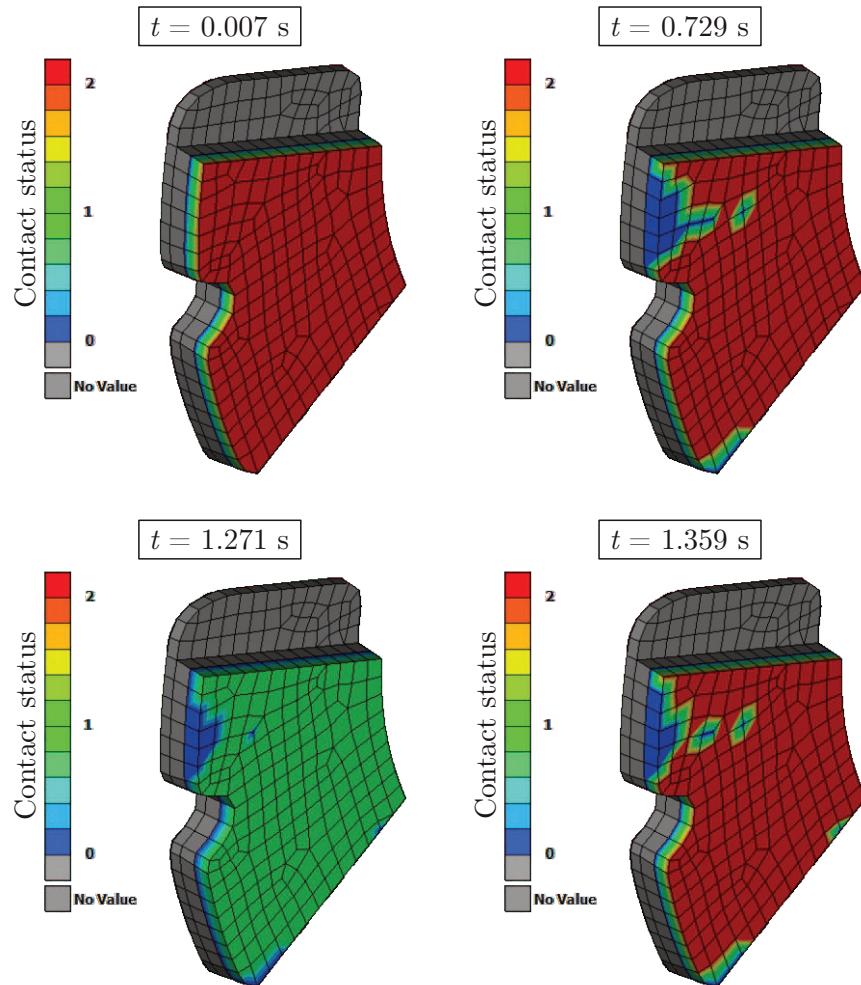 t = 0.007 s
Contact status
2
1
0
No Value
t = 0.729 s
Contact status
2
1
0
No Value
t = 1.271 s
Contact status
2
1
0
No Value
t = 1.359 s
Contact status
2
1
0
No Value